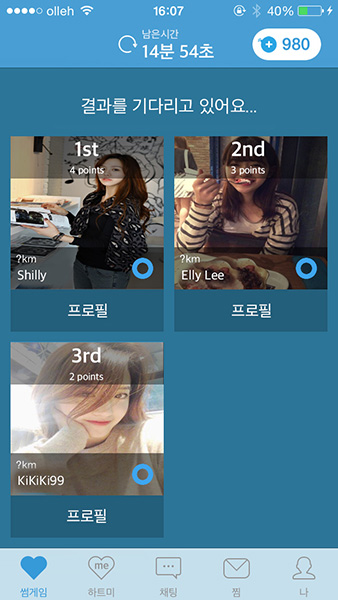 olleh 16:07 40%
남은시간
14분 54초
980
결과를 기다리고 있어요...
1st
4 points
?km
Shilly
프로필
2nd
3 points
?km
Elly Lee
프로필
3rd
2 points
?km
KiKiKi99
프로필
me
썸게임 하트미 채팅 찜 나